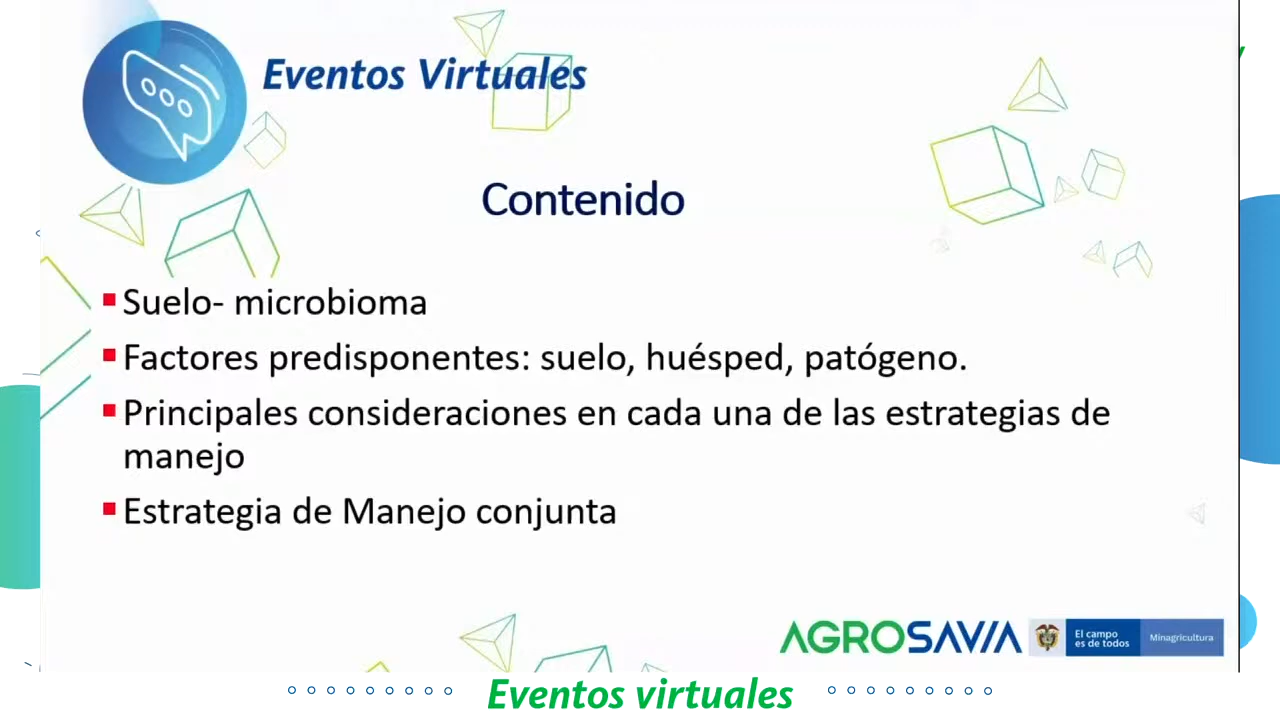 Eventos Virtuales
Contenido
Suelo- microbioma
Factores predisponentes: suelo, huésped, patógeno.
Principales consideraciones en cada una de las estrategias de
manejo
Estrategia de Manejo conjunta
AGROSAVIA
El campo
es de todos
Minagricultura
Eventos virtuales